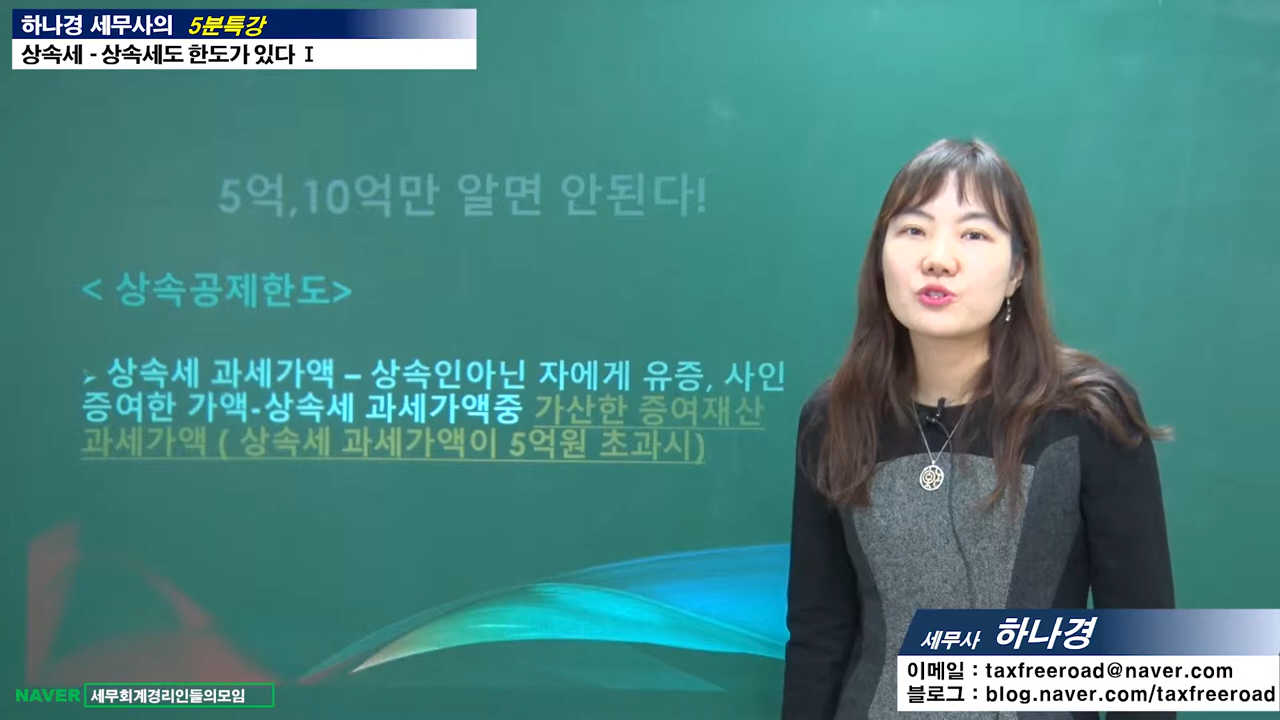 하나경 세무사의 5분특강
상속세 - 상속세도 한도가 있다 Ⅰ
5억,10억만 알면 안된다!
< 상속공제한도>
➢ 상속세 과세가액 – 상속인아닌 자에게 유증, 사인
증여한 가액-상속세 과세가액중 가산한 증여재산
과세가액 ( 상속세 과세가액이 5억원 초과시)
세무사 하나경
이메일 : taxfreeroad@naver.com
블로그 : blog.naver.com/taxfreeroad
NAVER 세무회계경리인들의모임